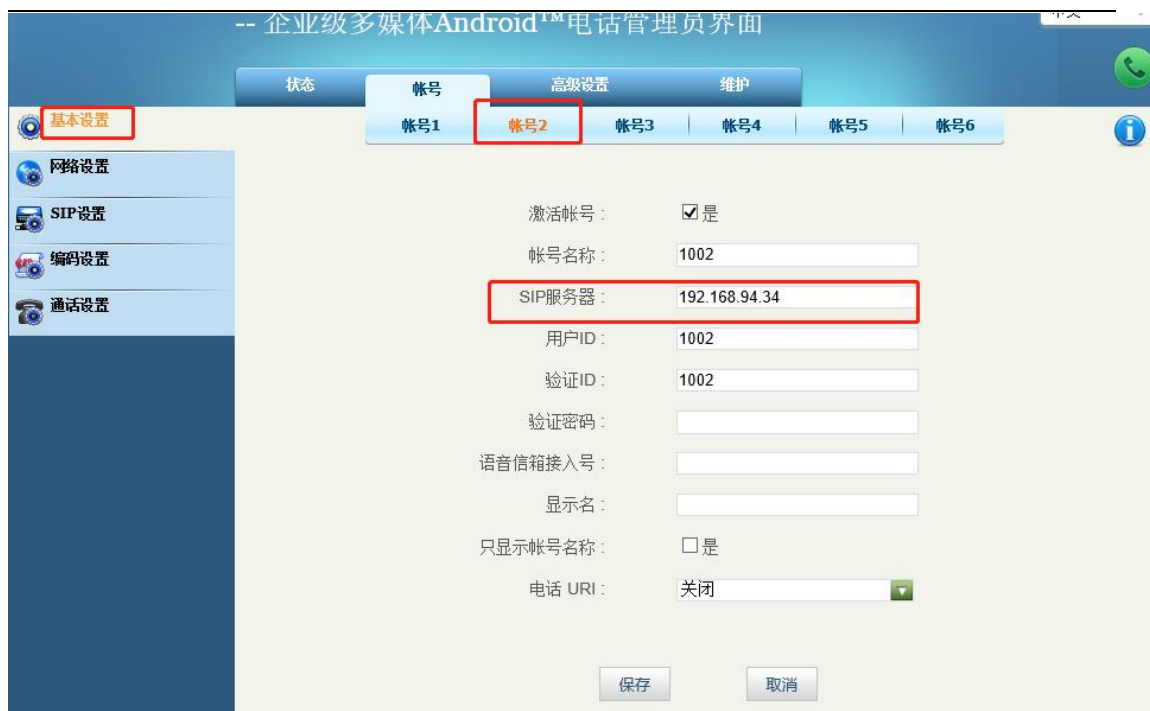 -- 企业级多媒体Android™电话管理员界面
状态 帐号 高级设置 维护
帐号1 帐号2 帐号3 帐号4 帐号5 帐号6
基本设置
网络设置
SIP设置
编码设置
通话设置
激活帐号： 是
帐号名称： 1002
SIP服务器： 192.168.94.34
用户ID： 1002
验证ID： 1002
验证密码：
语音信箱接入号：
显示名：
只显示帐号名称： 是
电话 URI： 关闭
保存 取消